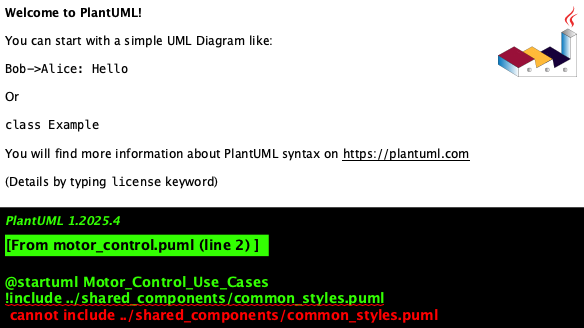 Welcome to PlantUML!
You can start with a simple UML Diagram like:
Bob->Alice: Hello
Or
class Example
You will find more information about PlantUML syntax on https://plantuml.com
(Details by typing license keyword)
PlantUML 1.2025.4
[From motor_control.puml (line 2) ]
@startuml Motor_Control_Use_Cases
!include ../shared_components/common_styles.puml
cannot include ../shared_components/common_styles.puml